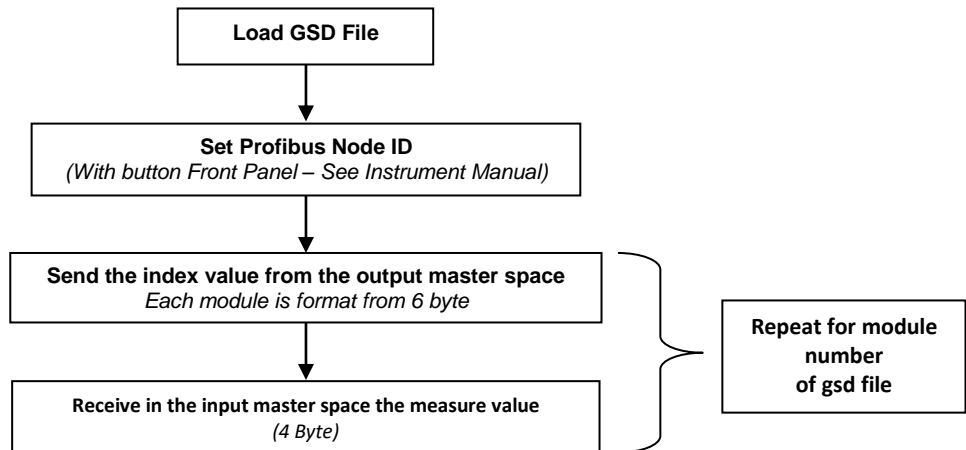 Load GSD File
Set Profibus Node ID
(With button Front Panel – See Instrument Manual)
Send the index value from the output master space
Each module is format from 6 byte
Receive in the input master space the measure value
(4 Byte)
Repeat for module
number
of gsd file